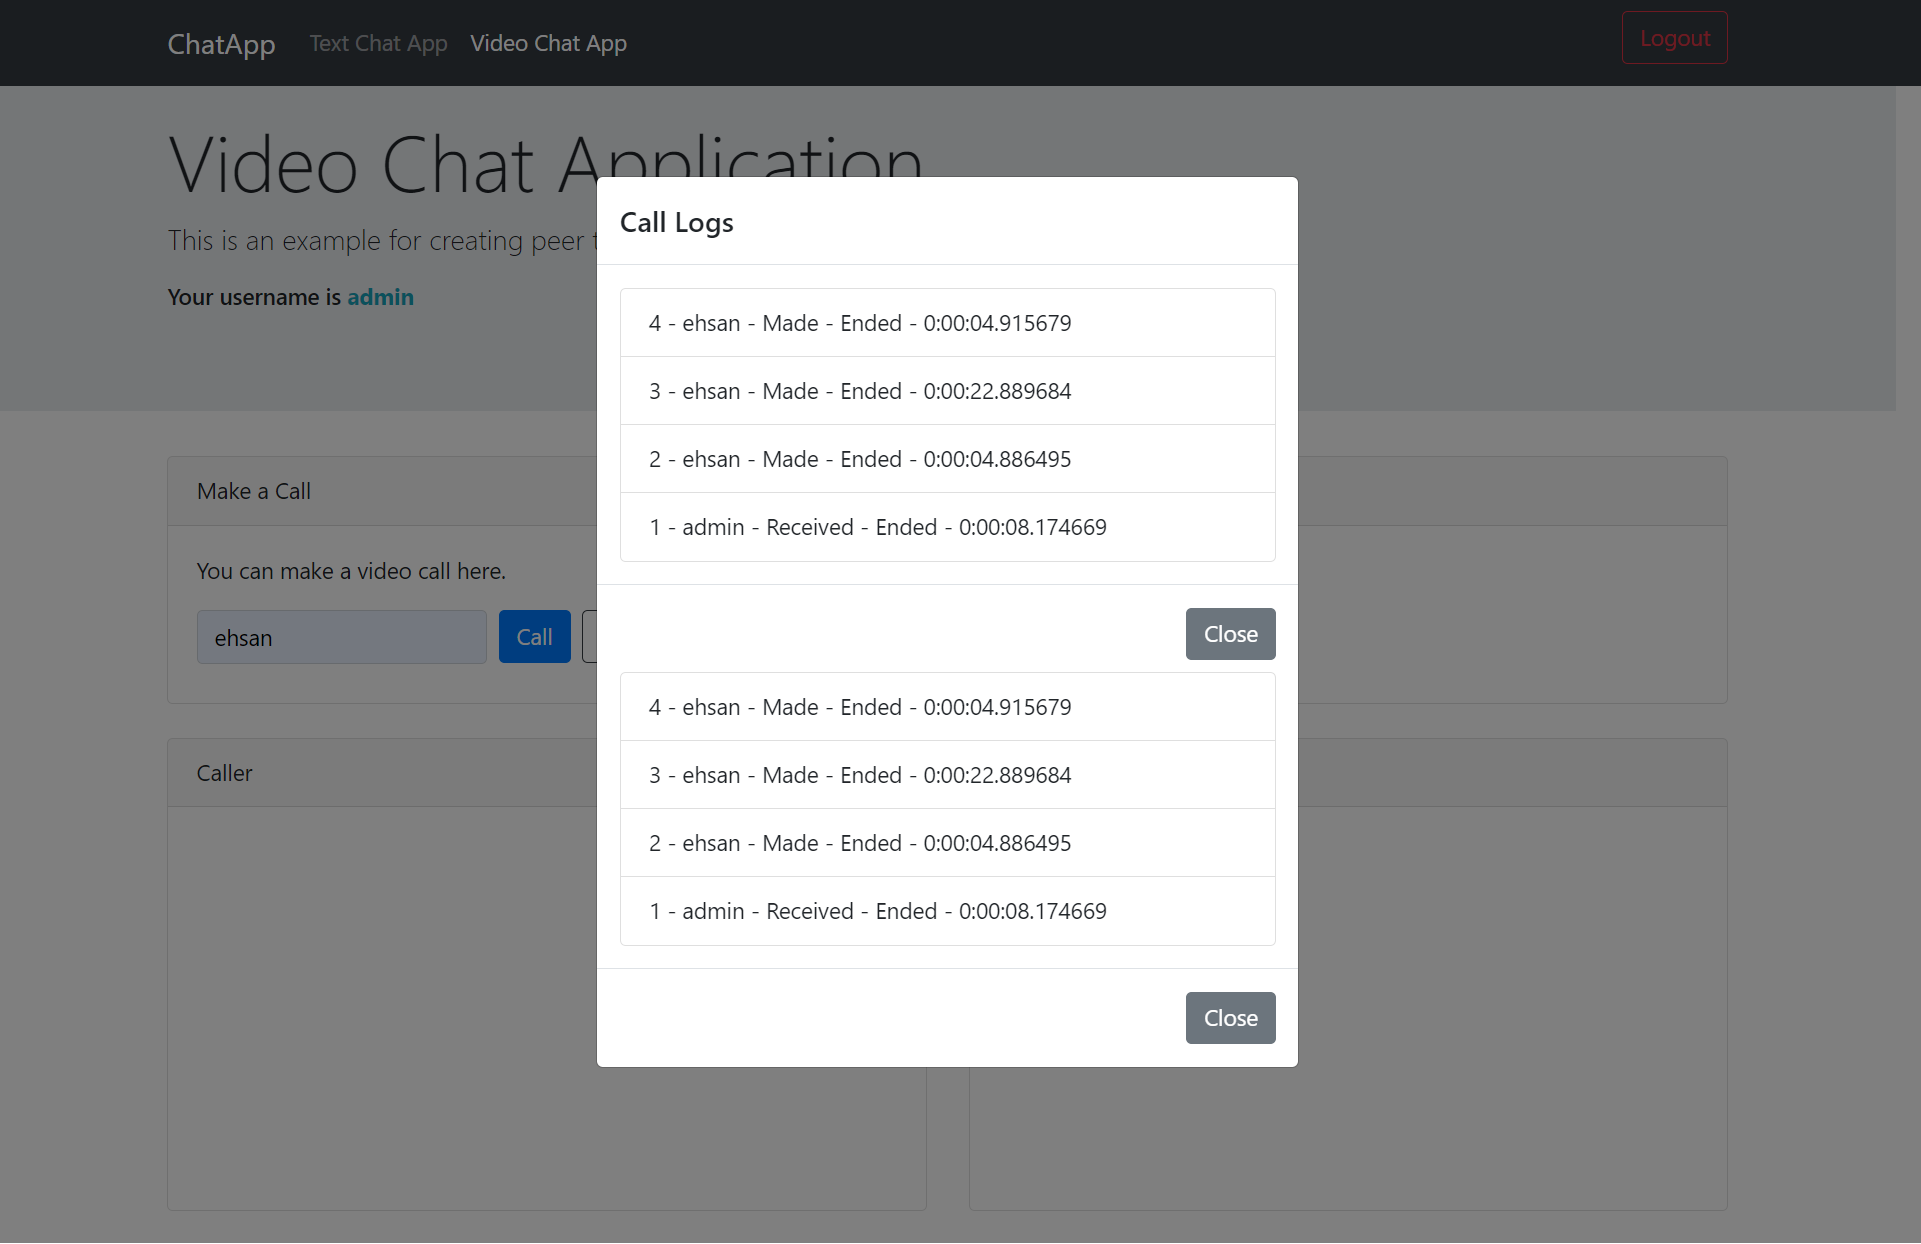 ChatApp Text Chat App Video Chat App Logout
Video Chat Application
This is an example for creating peer
Your username is admin
Call Logs
4 - ehsan - Made - Ended - 0:00:04.915679
3 - ehsan - Made - Ended - 0:00:22.889684
2 - ehsan - Made - Ended - 0:00:04.886495
1 - admin - Received - Ended - 0:00:08.174669
Close
4 - ehsan - Made - Ended - 0:00:04.915679
3 - ehsan - Made - Ended - 0:00:22.889684
2 - ehsan - Made - Ended - 0:00:04.886495
1 - admin - Received - Ended - 0:00:08.174669
Close
Make a Call
You can make a video call here.
ehsan Call
Caller